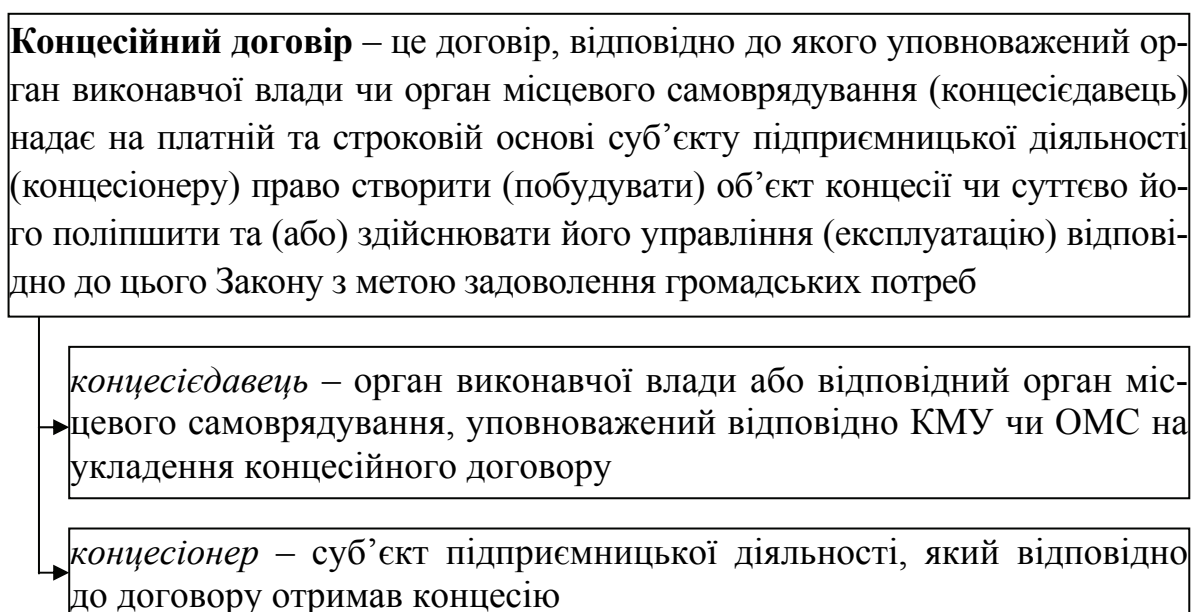 Концесійний договір – це договір, відповідно до якого уповноважений ор-
ган виконавчої влади чи орган місцевого самоврядування (концесієдавець)
надає на платній та строковій основі суб’єкту підприємницької діяльності
(концесіонеру) право створити (побудувати) об’єкт концесії чи суттєво йо-
го поліпшити та (або) здійснювати його управління (експлуатацію) відпові-
дно до цього Закону з метою задоволення громадських потреб
концесієдавець – орган виконавчої влади або відповідний орган міс-
цевого самоврядування, уповноважений відповідно КМУ чи ОМС на
укладення концесійного договору
концесіонер – суб’єкт підприємницької діяльності, який відповідно
до договору отримав концесію